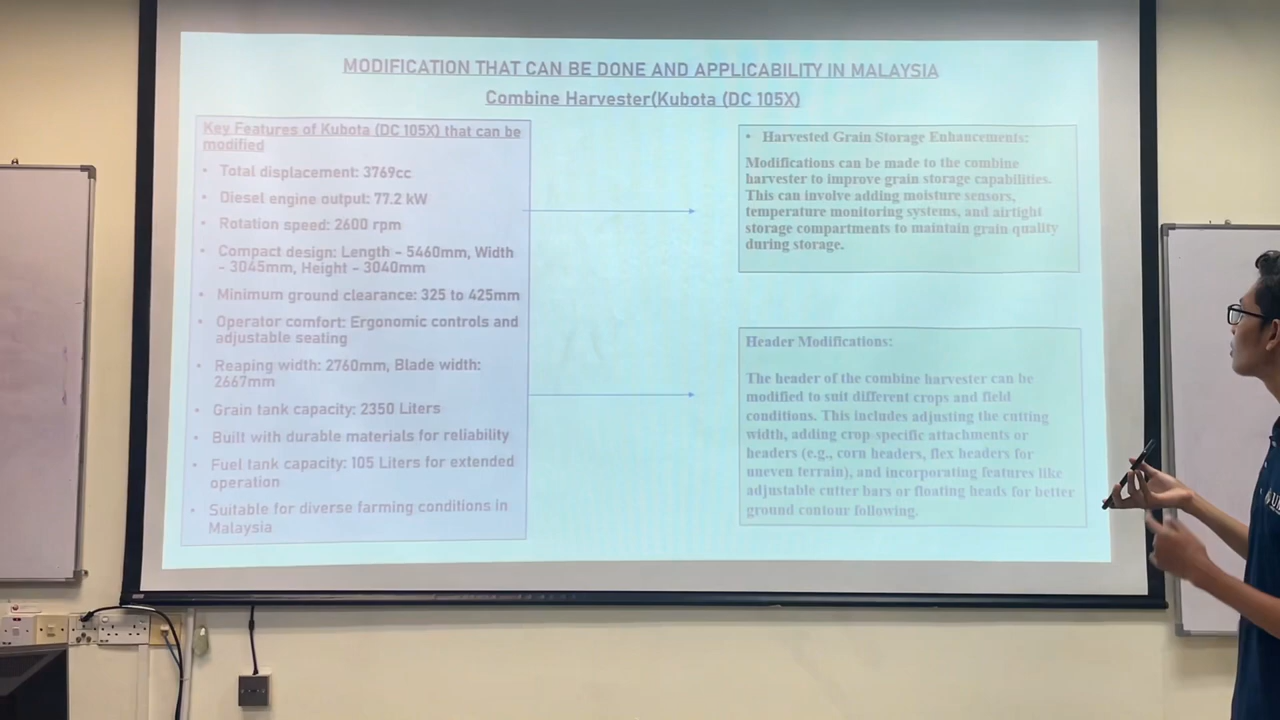 MODIFICATION THAT CAN BE DONE AND APPLICABILITY IN MALAYSIA
Combine Harvester(Kubota (DC 105X)
Key Features of Kubota (DC 105X) that can be
modified
• Total displacement: 3769cc
• Diesel engine output: 77.2 kW
• Rotation speed: 2600 rpm
• Compact design: Length – 5460mm, Width
– 3045mm, Height – 3040mm
• Minimum ground clearance: 325 to 425mm
• Operator comfort: Ergonomic controls and
adjustable seating
• Reaping width: 2760mm, Blade width:
2667mm
• Grain tank capacity: 2350 Liters
• Built with durable materials for reliability
• Fuel tank capacity: 105 Liters for extended
operation
• Suitable for diverse farming conditions in
Malaysia
• Harvested Grain Storage Enhancements:
Modifications can be made to the combine
harvester to improve grain storage capabilities.
This can involve adding moisture sensors,
temperature monitoring systems, and airtight
storage compartments to maintain grain quality
during storage.
Header Modifications:
The header of the combine harvester can be
modified to suit different crops and field
conditions. This includes adjusting the cutting
width, adding crop-specific attachments or
headers (e.g., corn headers, flex headers for
uneven terrain), and incorporating features like
adjustable cutter bars or floating heads for better
ground contour following.